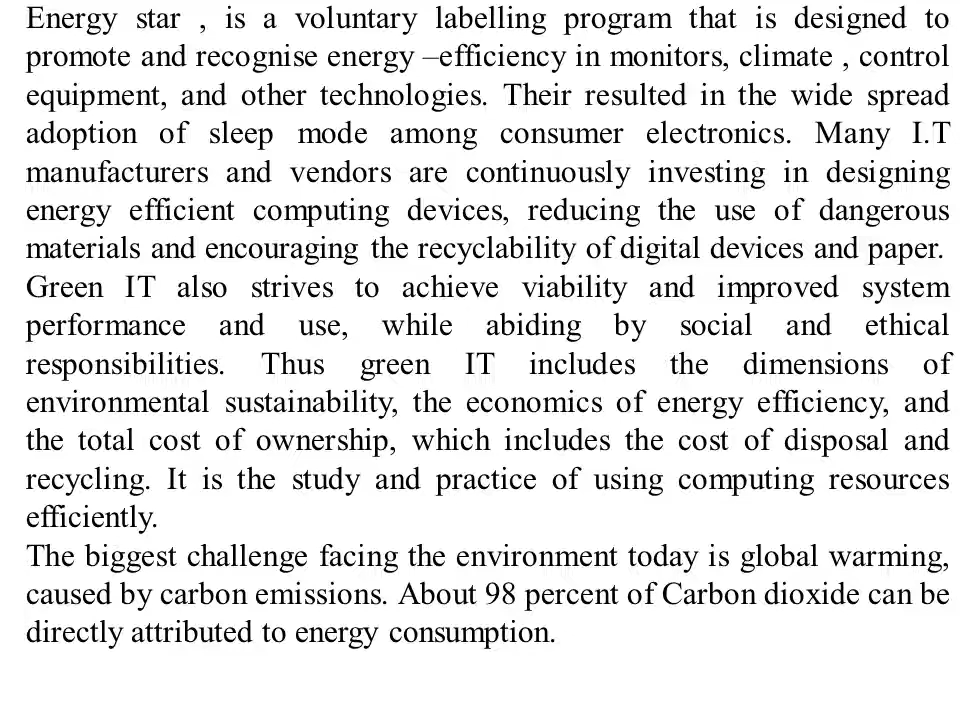 Energy star , is a voluntary labelling program that is designed to
promote and recognise energy –efficiency in monitors, climate , control
equipment, and other technologies. Their resulted in the wide spread
adoption of sleep mode among consumer electronics. Many I.T
manufacturers and vendors are continuously investing in designing
energy efficient computing devices, reducing the use of dangerous
materials and encouraging the recyclability of digital devices and paper.
Green IT also strives to achieve viability and improved system
performance and use, while abiding by social and ethical
responsibilities. Thus green IT includes the dimensions of
environmental sustainability, the economics of energy efficiency, and
the total cost of ownership, which includes the cost of disposal and
recycling. It is the study and practice of using computing resources
efficiently.
The biggest challenge facing the environment today is global warming,
caused by carbon emissions. About 98 percent of Carbon dioxide can be
directly attributed to energy consumption.